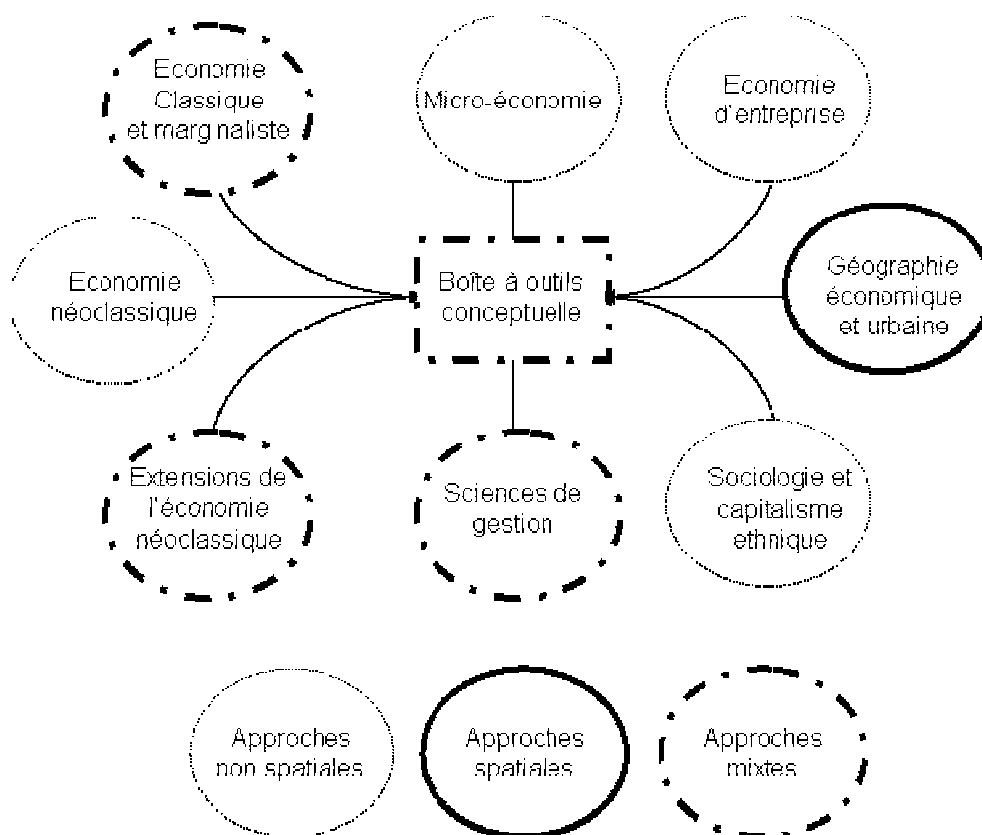 Economie
Classique
et marginaliste
Micro-économie
Economie
d'entreprise
Economie
néoclassique
Boîte à outils
conceptuelle
Géographie
économique
et urbaine
Extensions de
l'économie
néoclassique
Sciences de
gestion
Sociologie et
capitalisme
ethnique
Approches
non spatiales
Approches
spatiales
Approches
mixtes